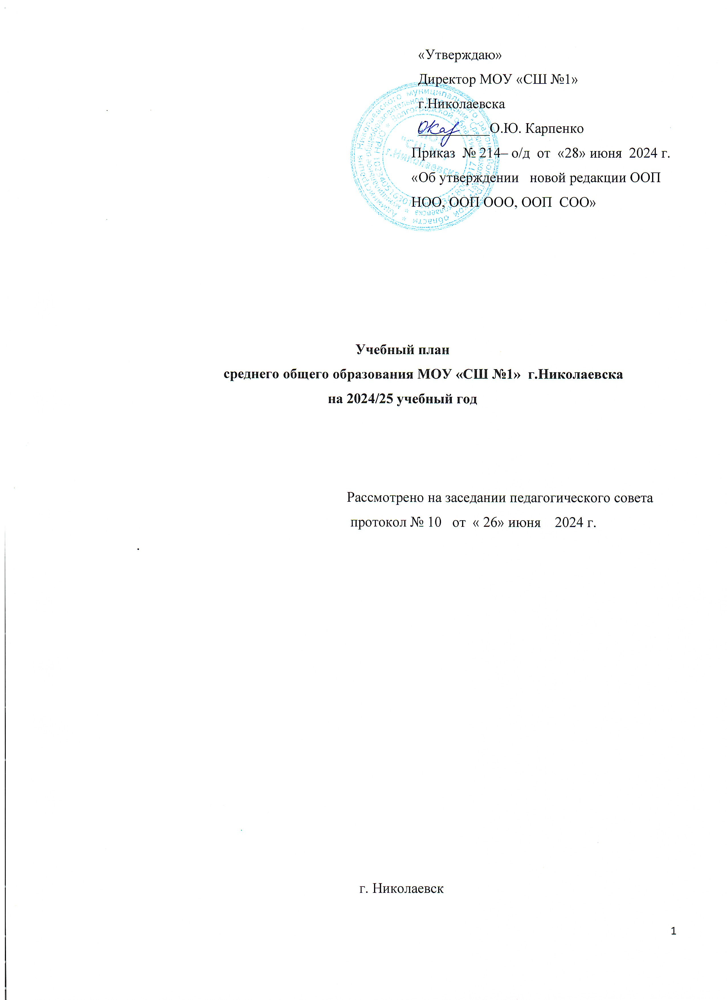 «Утверждаю»
Директор МОУ «СШ №1»
г.Николаевска
О.Ю. Карпенко
Приказ № 214– о/д от «28» июня 2024 г.
«Об утверждении новой редакции ООП
НОО, ООП ООО, ООП СОО»
Учебный план
среднего общего образования МОУ «СШ №1» г.Николаевска
на 2024/25 учебный год
Рассмотрено на заседании педагогического совета
протокол № 10 от « 26» июня 2024 г.
г. Николаевск
1